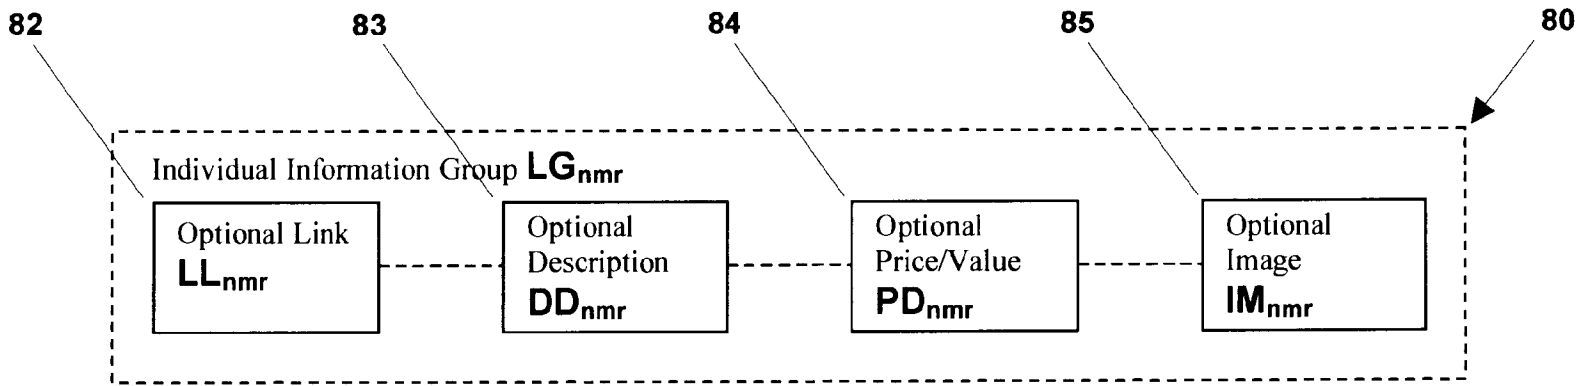 82 83 84 85 80
Individual Information Group LGnmr
Optional Link
LLnmr
Optional
Description
DDnmr
Optional
Price/Value
PDnmr
Optional
Image
IMnmr